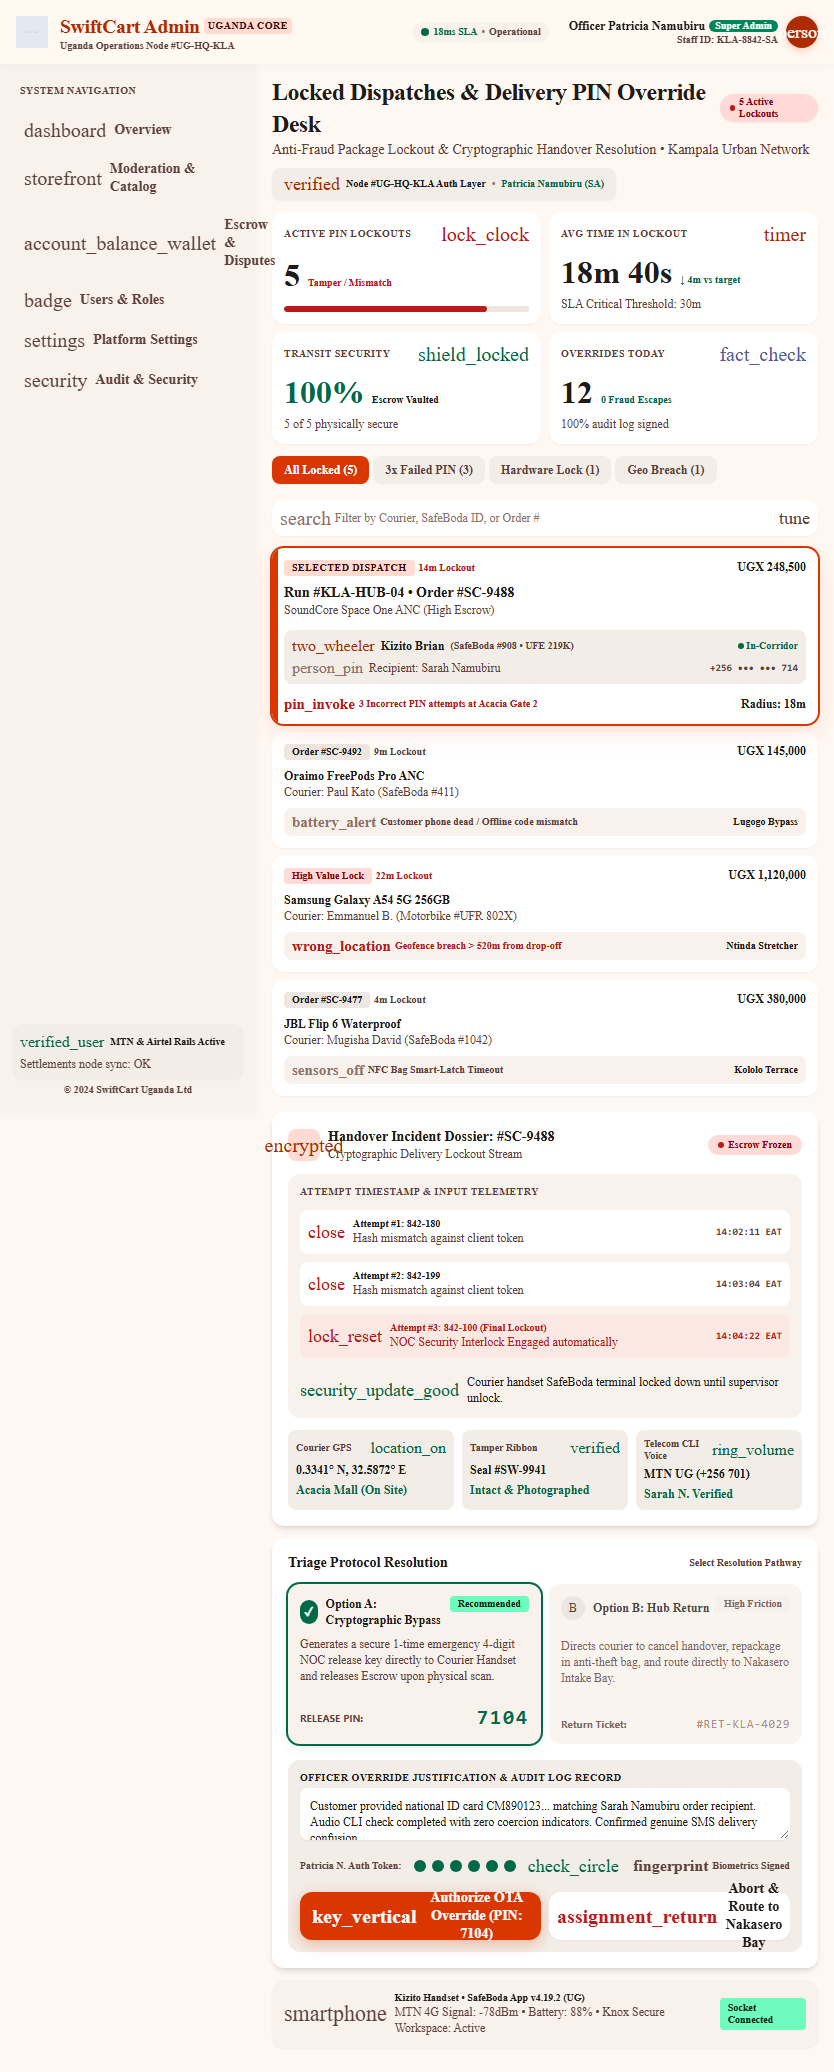 SwiftCart Admin UGANDA CORE
Uganda Operations Node #UG-HQ-KLA
18ms SLA • Operational
Officer Patricia Namubiru Super Admin
Staff ID: KLA-8842-SA
SYSTEM NAVIGATION
dashboard Overview
storefront Moderation &
Catalog
account_balance_wallet Escrow
&
Disputes
badge Users & Roles
settings Platform Settings
security Audit & Security
verified_user MTN & Airtel Rails Active
Settlements node sync: OK
© 2024 SwiftCart Uganda Ltd
Locked Dispatches & Delivery PIN Override
Desk
5 Active
Lockouts
Anti-Fraud Package Lockout & Cryptographic Handover Resolution • Kampala Urban Network
verified Node #UG-HQ-KLA Auth Layer • Patricia Namubiru (SA)
ACTIVE PIN LOCKOUTS lock_clock
5 Tamper / Mismatch
AVG TIME IN LOCKOUT timer
18m 40s ↓ 4m vs target
SLA Critical Threshold: 30m
TRANSIT SECURITY shield_locked
100% Escrow Vaulted
5 of 5 physically secure
OVERRIDES TODAY fact_check
12 0 Fraud Escapes
100% audit log signed
All Locked (5)
3x Failed PIN (3)
Hardware Lock (1)
Geo Breach (1)
search Filter by Courier, SafeBoda ID, or Order # tune
SELECTED DISPATCH 14m Lockout UGX 248,500
Run #KLA-HUB-04 • Order #SC-9488
SoundCore Space One ANC (High Escrow)
two_wheeler Kizito Brian (SafeBoda #908 • UFE 219K) In-Corridor
person_pin Recipient: Sarah Namubiru +256 ••• ••• 714
pin_invoke 3 Incorrect PIN attempts at Acacia Gate 2 Radius: 18m
Order #SC-9492 9m Lockout UGX 145,000
Oraimo FreePods Pro ANC
Courier: Paul Kato (SafeBoda #411)
battery_alert Customer phone dead / Offline code mismatch Lugogo Bypass
High Value Lock 22m Lockout UGX 1,120,000
Samsung Galaxy A54 5G 256GB
Courier: Emmanuel B. (Motorbike #UFR 802X)
wrong_location Geofence breach > 520m from drop-off Ntinda Stretcher
Order #SC-9477 4m Lockout UGX 380,000
JBL Flip 6 Waterproof
Courier: Mugisha David (SafeBoda #1042)
sensors_off NFC Bag Smart-Latch Timeout Kololo Terrace
encrypted
Handover Incident Dossier: #SC-9488
Cryptographic Delivery Lockout Stream
Escrow Frozen
ATTEMPT TIMESTAMP & INPUT TELEMETRY
close Attempt #1: 842-180
Hash mismatch against client token
14:02:11 EAT
close Attempt #2: 842-199
Hash mismatch against client token
14:03:04 EAT
lock_reset Attempt #3: 842-100 (Final Lockout)
NOC Security Interlock Engaged automatically
14:04:22 EAT
security_update_good Courier handset SafeBoda terminal locked down until supervisor
unlock.
Courier GPS location_on
0.3341° N, 32.5872° E
Acacia Mall (On Site)
Tamper Ribbon verified
Seal #SW-9941
Intact & Photographed
Telecom CLI
Voice ring_volume
MTN UG (+256 701)
Sarah N. Verified
Triage Protocol Resolution Select Resolution Pathway
✓ Option A:
Cryptographic Bypass
Recommended
Generates a secure 1-time emergency 4-digit
NOC release key directly to Courier Handset
and releases Escrow upon physical scan.
RELEASE PIN: 7104
B Option B: Hub Return High Friction
Directs courier to cancel handover, repackage
in anti-theft bag, and route directly to Nakasero
Intake Bay.
Return Ticket: #RET-KLA-4029
OFFICER OVERRIDE JUSTIFICATION & AUDIT LOG RECORD
Customer provided national ID card CM890123... matching Sarah Namubiru order recipient.
Audio CLI check completed with zero coercion indicators. Confirmed genuine SMS delivery
confusion
Patricia N. Auth Token: ●●●●●● check_circle fingerprint Biometrics Signed
key_vertical Authorize OTA
Override (PIN:
7104)
assignment_return Abort &
Route to
Nakasero
Bay
smartphone Kizito Handset • SafeBoda App v4.19.2 (UG)
MTN 4G Signal: -78dBm • Battery: 88% • Knox Secure
Workspace: Active
Socket
Connected